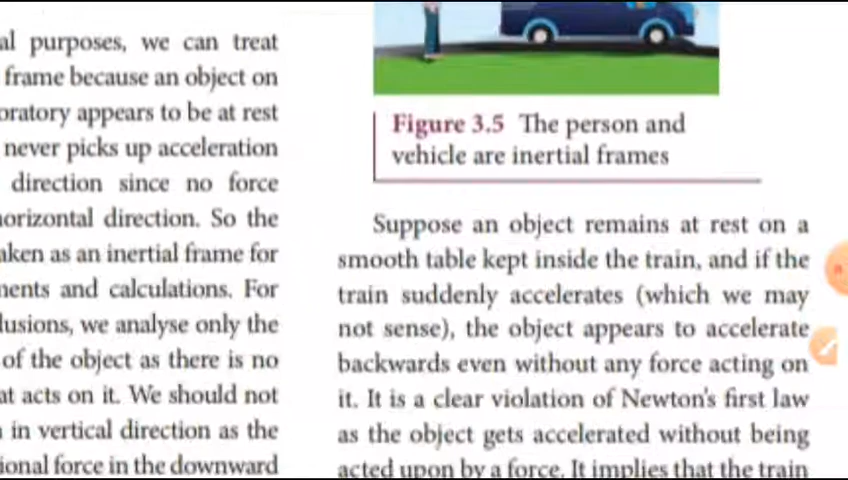 al purposes, we can treat
frame because an object on
oratory appears to be at rest
never picks up acceleration
direction since no force
orizontal direction. So the
aken as an inertial frame for
ments and calculations. For
lusions, we analyse only the
of the object as there is no
at acts on it. We should not
in vertical direction as the
ional force in the downward
Figure 3.5 The person and
vehicle are inertial frames
Suppose an object remains at rest on a
smooth table kept inside the train, and if the
train suddenly accelerates (which we may
not sense), the object appears to accelerate
backwards even without any force acting on
it. It is a clear violation of Newton's first law
as the object gets accelerated without being
acted upon by a force. It implies that the train